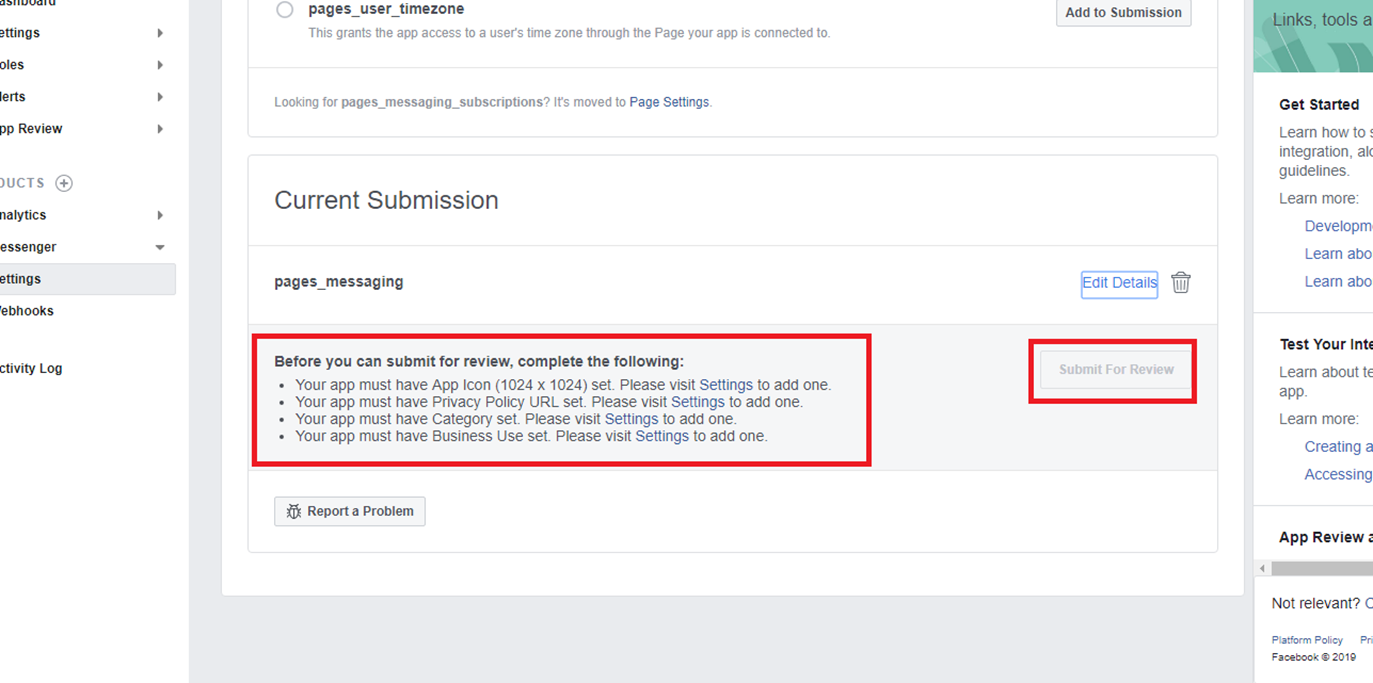 ashboard
ettings
oles
lerts
pp Review
DUCTS
nalytics
essenger
ettings
ebhooks
ctivity Log
pages_user_timezone
Add to Submission
This grants the app access to a user's time zone through the Page your app is connected to.
Looking for pages_messaging_subscriptions? It's moved to Page Settings.
Current Submission
pages_messaging
Edit Details
Before you can submit for review, complete the following:
• Your app must have App Icon (1024 x 1024) set. Please visit Settings to add one.
• Your app must have Privacy Policy URL set. Please visit Settings to add one.
• Your app must have Category set. Please visit Settings to add one.
• Your app must have Business Use set. Please visit Settings to add one.
Submit For Review
Report a Problem
Links, tools a
Get Started
Learn how to s
integration, alo
guidelines.
Learn more:
Developme
Learn abo
Learn abo
Test Your Inte
Learn about te
app.
Learn more:
Creating a
Accessing
App Review a
Not relevant? C
Platform Policy Pri
Facebook © 2019